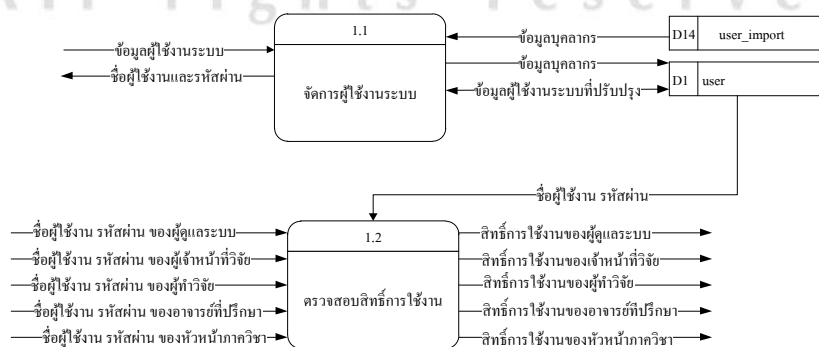 All rights reserve
1.1
จัดการผู้ใช้งานระบบ
ข้อมูลผู้ใช้งานระบบ
ชื่อผู้ใช้งานและรหัสผ่าน
ข้อมูลบุคลากร
ข้อมูลบุคลากร
ข้อมูลผู้ใช้งานระบบที่ปรับปรุง
D14 user_import
D1 user
ชื่อผู้ใช้งาน รหัสผ่าน
1.2
ตรวจสอบสิทธิ์การใช้งาน
ชื่อผู้ใช้งาน รหัสผ่าน ของผู้ดูแลระบบ
ชื่อผู้ใช้งาน รหัสผ่าน ของผู้เจ้าหน้าที่วิจัย
ชื่อผู้ใช้งาน รหัสผ่าน ของผู้ทำวิจัย
ชื่อผู้ใช้งาน รหัสผ่าน ของอาจารย์ที่ปรึกษา
ชื่อผู้ใช้งาน รหัสผ่าน ของหัวหน้าภาควิชา
สิทธิ์การใช้งานของผู้ดูแลระบบ
สิทธิ์การใช้งานของเจ้าหน้าที่วิจัย
สิทธิ์การใช้งานของผู้ทำวิจัย
สิทธิ์การใช้งานของอาจารย์ที่ปรึกษา
สิทธิ์การใช้งานของหัวหน้าภาควิชา